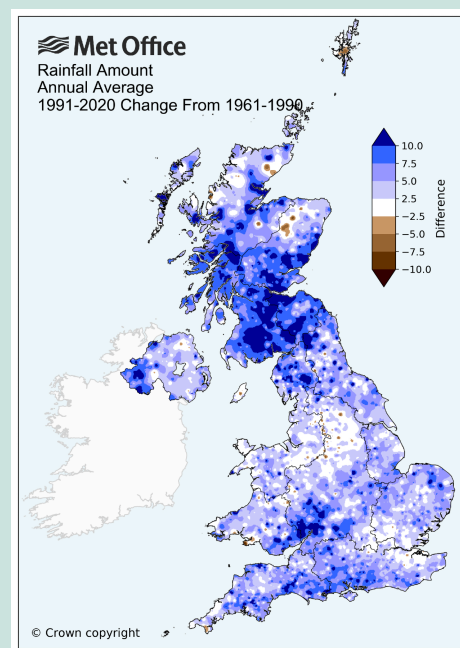 Met Office
Rainfall Amount
Annual Average
1991-2020 Change From 1961-1990
10.0
7.5
5.0
2.5
−2.5
−5.0
−7.5
−10.0
Difference
© Crown copyright